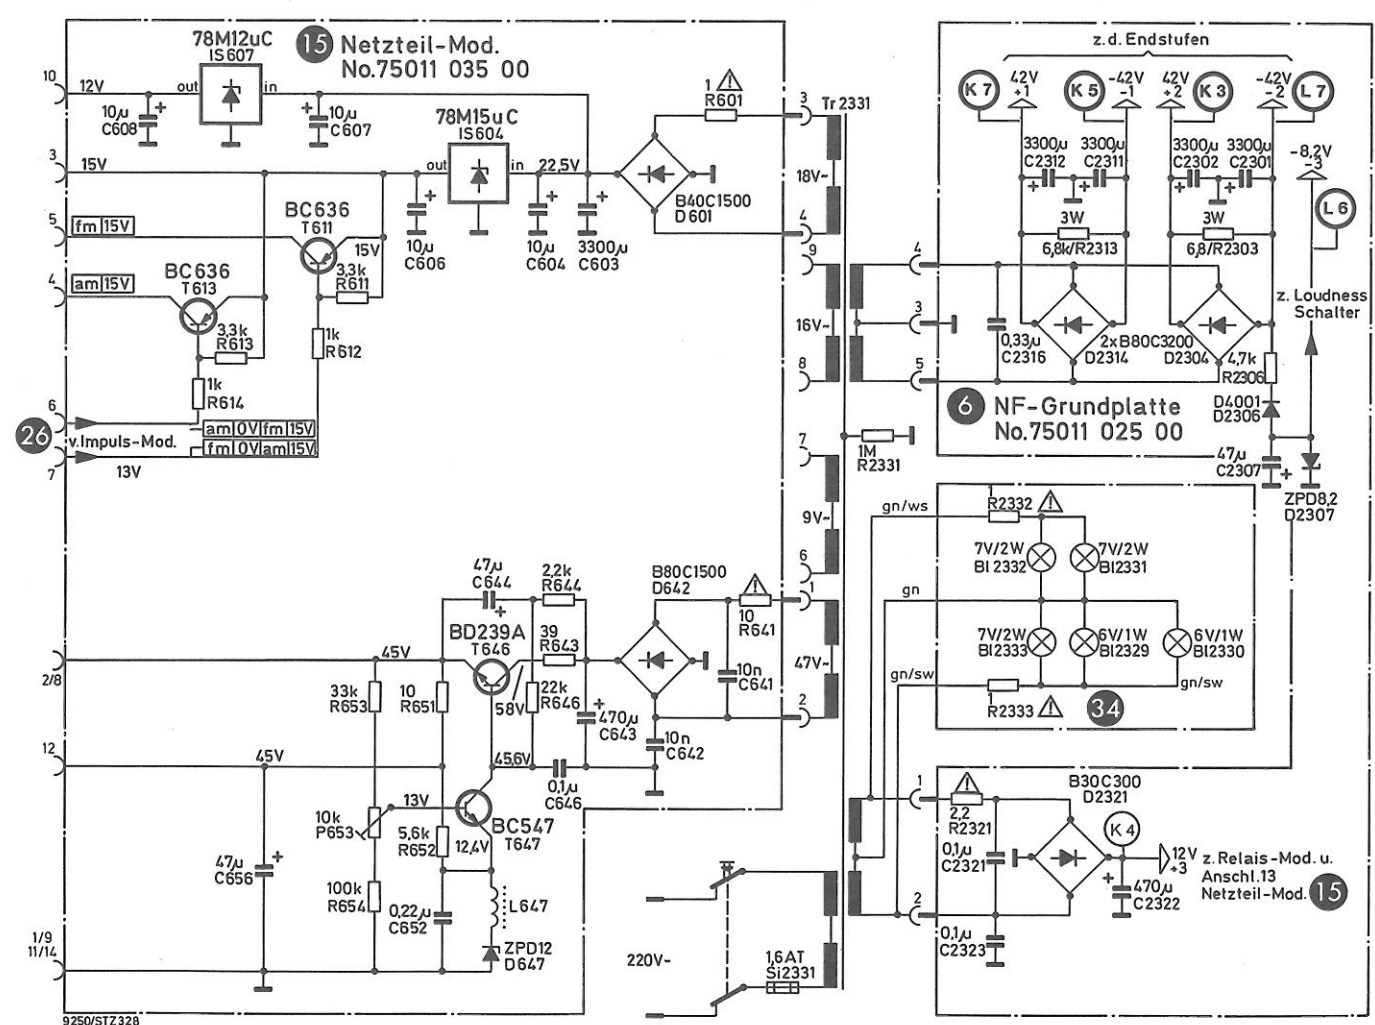 78M12uC
IS607
15 Netzteil-Mod.
No.75011 035 00
10
12V
out
in
10µ
C608
10µ
C607
78M15uC
IS604
1
R601
3
Tr 2331
3
15V
out
in
22,5V
18V~
B40C1500
D601
5
fm 15V
BC636
T611
15V
10µ
C606
10µ
C604
3300µ
C603
4
9
4
am 15V
BC636
T613
3,3k
R611
3,3k
R613
1k
R612
16V~
1k
R614
8
6
26
v.Impuls-Mod.
am 0V fm 15V
fm 0V am 15V
7
13V
7
1M
R2331
9V~
6
z.d. Endstufen
K 7
42V
+1
K 5
-42V
-1
42V
+2
K 3
-42V
-2
L 7
3300µ
C2312
3300µ
C2311
3300µ
C2302
3300µ
C2301
-8,2V
-3
L 6
3W
6,8k/R2313
3W
6,8/R2303
4
3
5
0,33µ
C2316
2xB80C3200
D2314
D2304
z. Loudness
Schalter
4,7k
R2306
6 NF-Grundplatte
No.75011 025 00
D4001
D2306
47µ
C2307
ZPD8,2
D2307
gn/ws
1
R2332
7V/2W
Bl2332
7V/2W
Bl2331
gn
7V/2W
Bl2333
6V/1W
Bl2329
6V/1W
Bl2330
gn/sw
gn/sw
1
R2333
34
47µ
C644
2,2k
R644
B80C1500
D642
10
R641
1
BD239A
T646
39
R643
45V
2/8
33k
R653
10
R651
58V
22k
R646
470µ
C643
10n
C641
47V~
2
10n
C642
12
45V
45,6V
0,1µ
C646
10k
P653
13V
BC547
T647
5,6k
R652
12,4V
47µ
C656
100k
R654
0,22µ
C652
L647
ZPD12
D647
1/9
11/14
220V~
1,6AT
Si2331
1
2,2
R2321
B30C300
D2321
K 4
0,1µ
C2321
12V
+3
z.Relais-Mod.u.
Anschl.13
Netzteil-Mod. 15
470µ
C2322
2
0,1µ
C2323
9250/STZ328